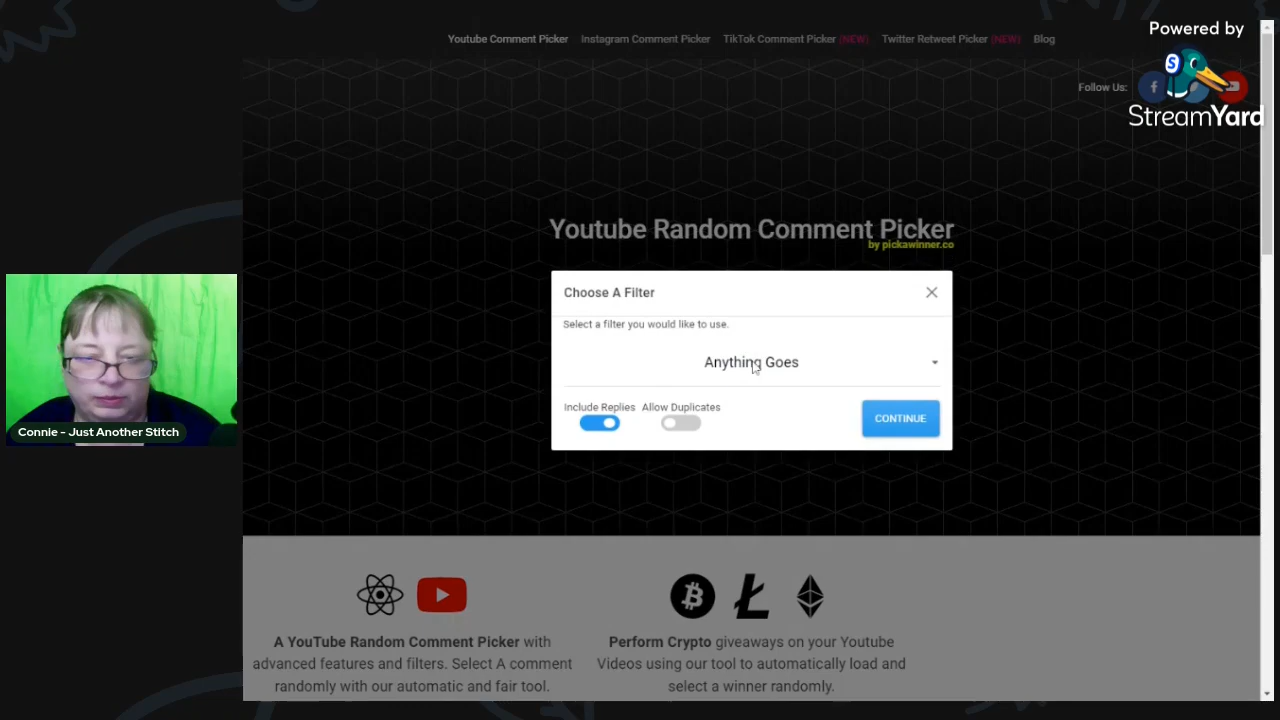 Powered by
StreamYard
Youtube Comment Picker Instagram Comment Picker TikTok Comment Picker (NEW) Twitter Retweet Picker (NEW) Blog
Follow Us:
Youtube Random Comment Picker
by pickawinner.co
Choose A Filter
Select a filter you would like to use.
Anything Goes
Include Replies Allow Duplicates
CONTINUE
Connie - Just Another Stitch
A YouTube Random Comment Picker with
advanced features and filters. Select A comment
randomly with our automatic and fair tool.
Perform Crypto giveaways on your Youtube
Videos using our tool to automatically load and
select a winner randomly.